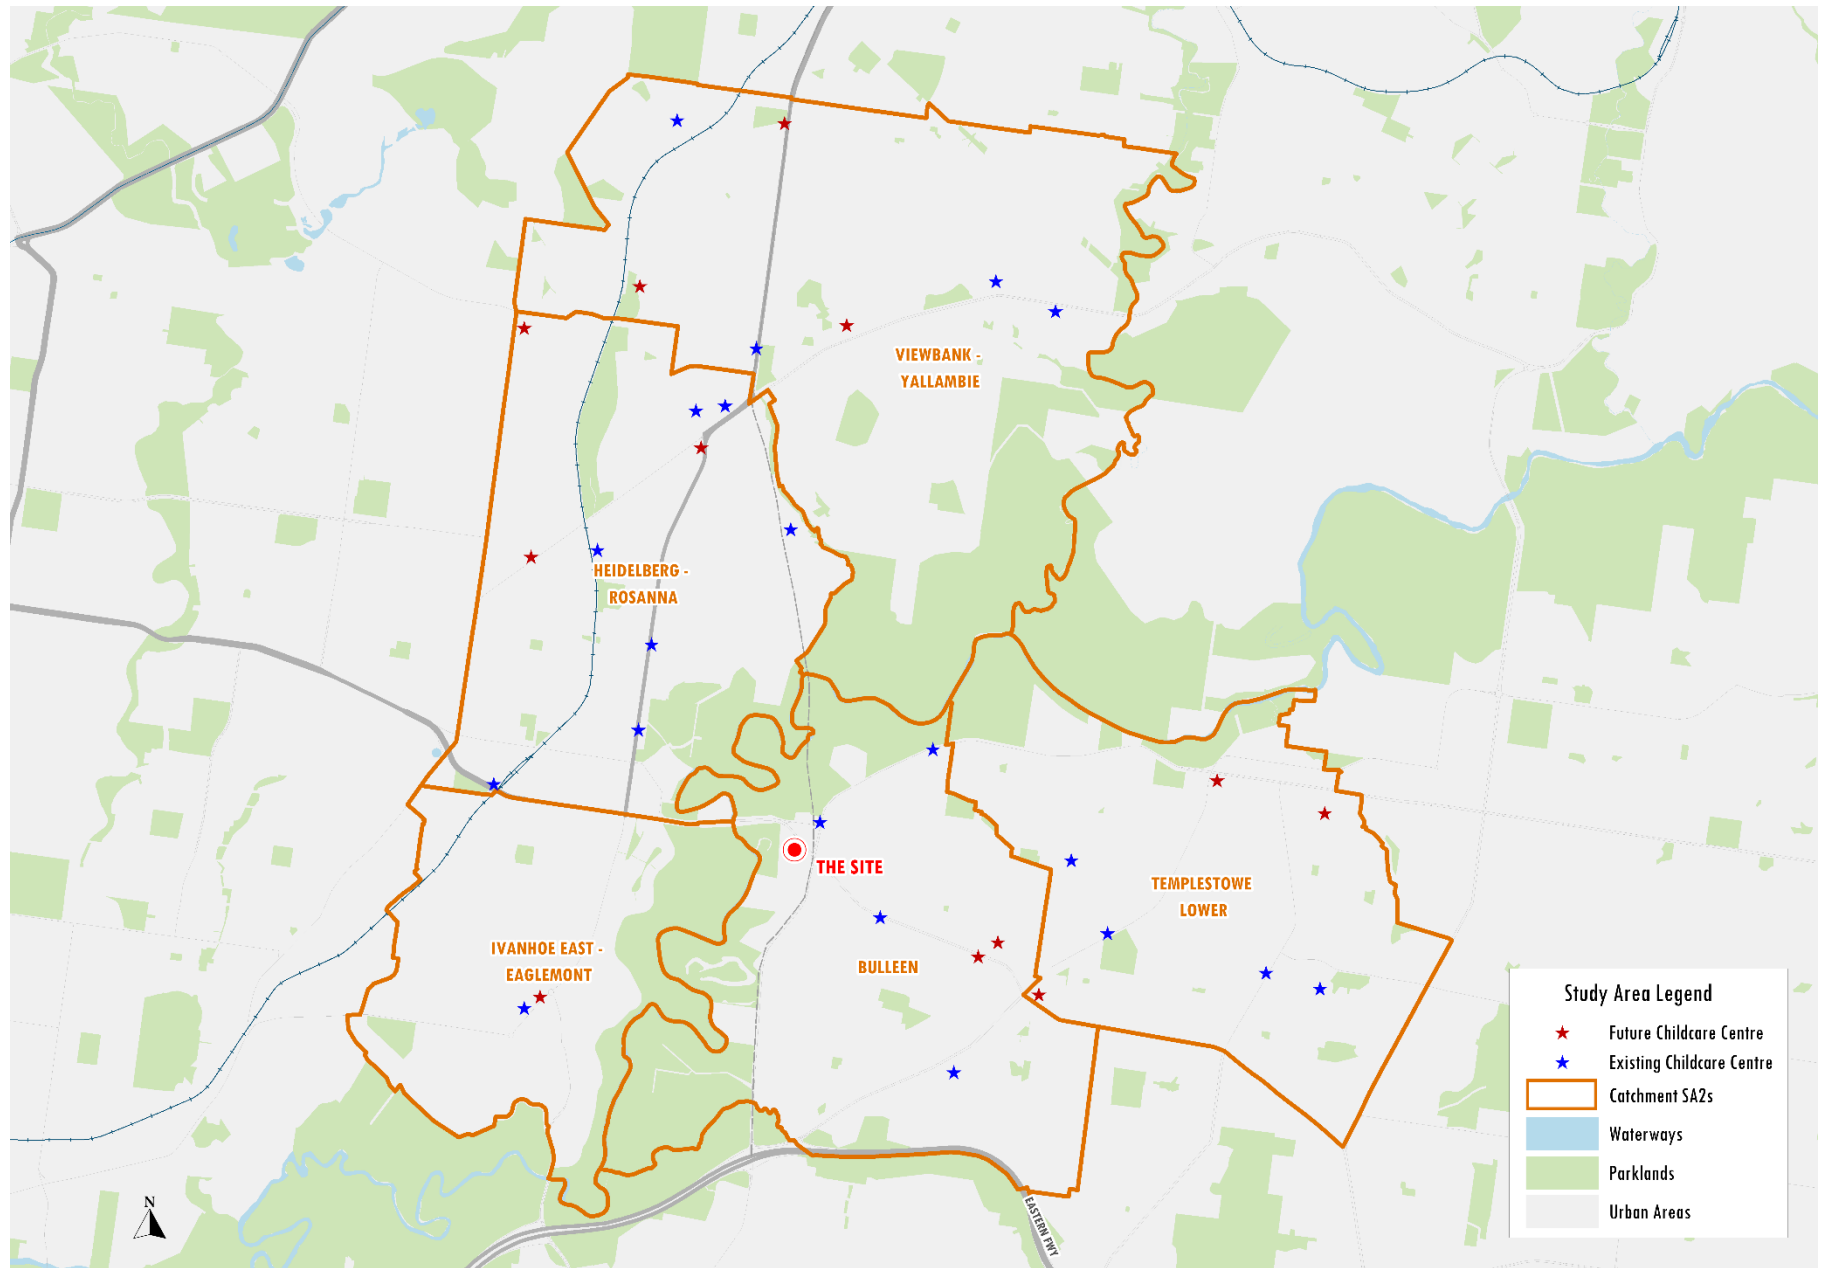 VIEWBANK -
YALLAMBIE
HEIDELBERG -
ROSANNA
THE SITE
TEMPLESTOWE
LOWER
IVANHOE EAST -
EAGLEMONT
BULLEEN
Study Area Legend
Future Childcare Centre
Existing Childcare Centre
Catchment SA2s
Waterways
Parklands
Urban Areas
N
EASTERN FWY